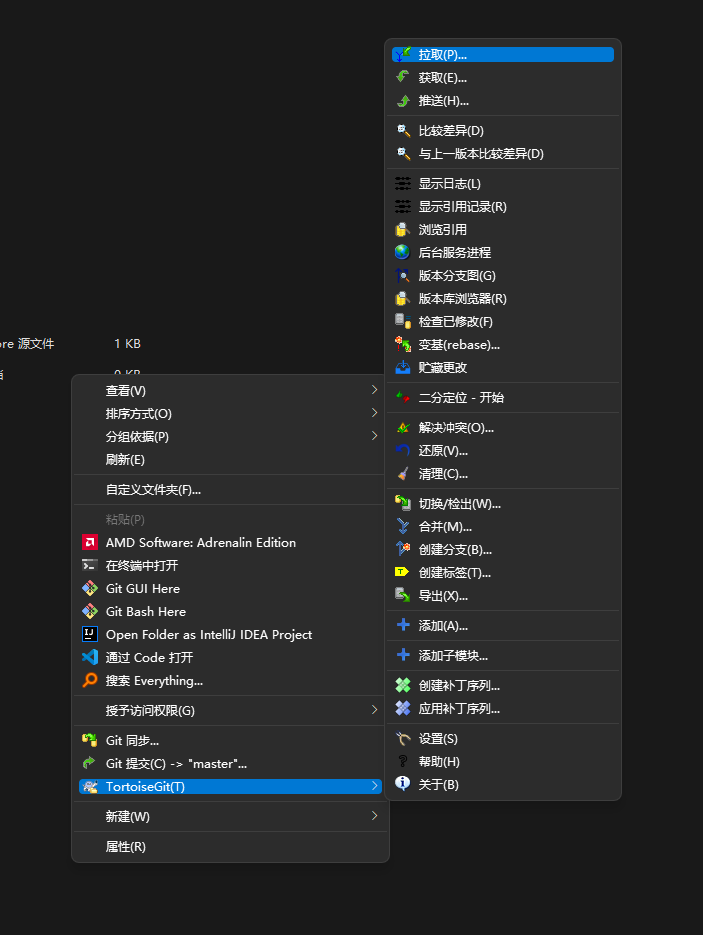 拉取(P)...
获取(E)...
推送(H)...
比较差异(D)
与上一版本比较差异(D)
显示日志(L)
显示引用记录(R)
浏览引用
后台服务进程
版本分支图(G)
版本库浏览器(R)
检查已修改(F)
变基(rebase)...
贮藏更改
二分定位 - 开始
解决冲突(O)...
还原(V)...
清理(C)...
切换/检出(W)...
合并(M)...
创建分支(B)...
创建标签(T)...
导出(X)...
添加(A)...
添加子模块...
创建补丁序列...
应用补丁序列...
设置(S)
帮助(H)
关于(B)
ore 源文件 1 KB
0 KB
查看(V)
排序方式(O)
分组依据(P)
刷新(E)
自定义文件夹(F)...
粘贴(P)
AMD Software: Adrenalin Edition
在终端中打开
Git GUI Here
Git Bash Here
Open Folder as IntelliJ IDEA Project
通过 Code 打开
搜索 Everything...
授予访问权限(G)
Git 同步...
Git 提交(C) -> "master"...
TortoiseGit(T)
新建(W)
属性(R)